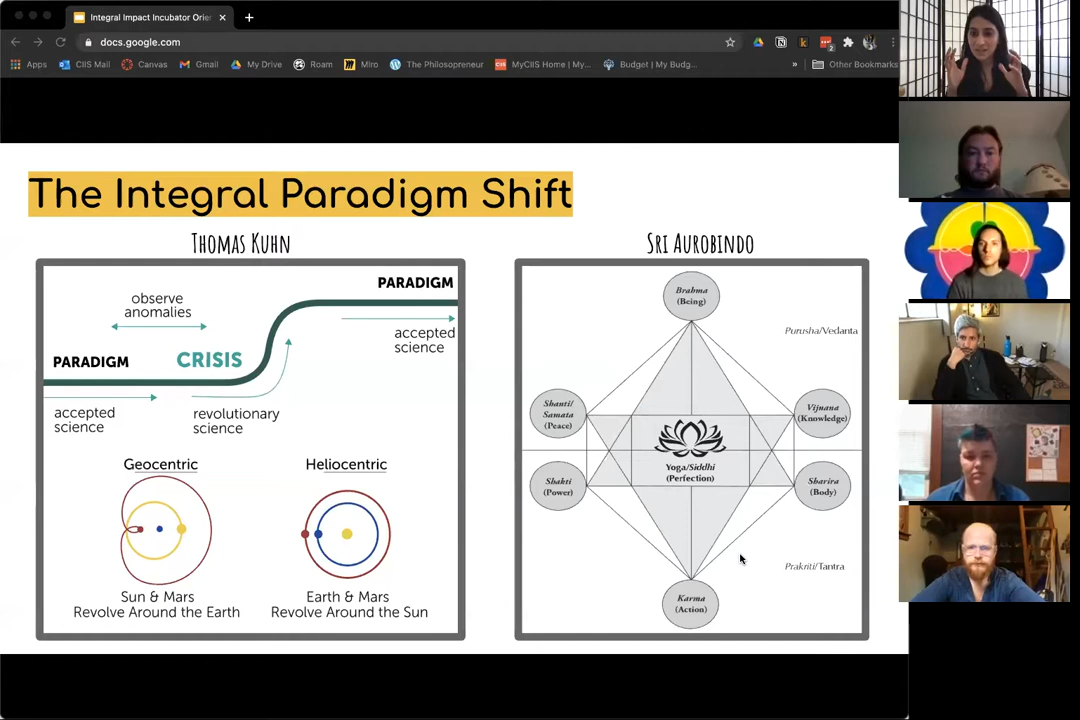 Integral Impact Incubator Orie
docs.google.com
2
Apps
CIIS Mail
Canvas
Gmail
My Drive
Roam
Miro
The Philosopreneur
CIIS
MyCIIS Home | My...
Budget | My Budg...
»
Other Bookmarks
The Integral Paradigm Shift
THOMAS KUHN
SRI AUROBINDO
PARADIGM
observe
anomalies
accepted
science
PARADIGM
CRISIS
accepted
science
revolutionary
science
Geocentric
Heliocentric
Sun & Mars
Revolve Around the Earth
Earth & Mars
Revolve Around the Sun
Brahma
(Being)
Purusha/Vedanta
Shanti/
Samata
(Peace)
Vijnana
(Knowledge)
Yoga/Siddhi
(Perfection)
Shakti
(Power)
Sharira
(Body)
Prakriti/Tantra
Karma
(Action)